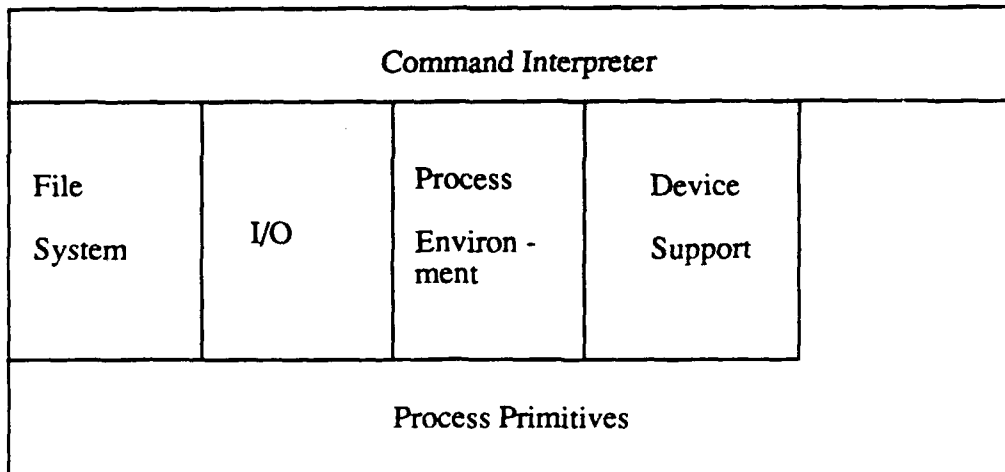 Command Interpreter
File
System
I/O
Process
Environ -
ment
Device
Support
Process Primitives